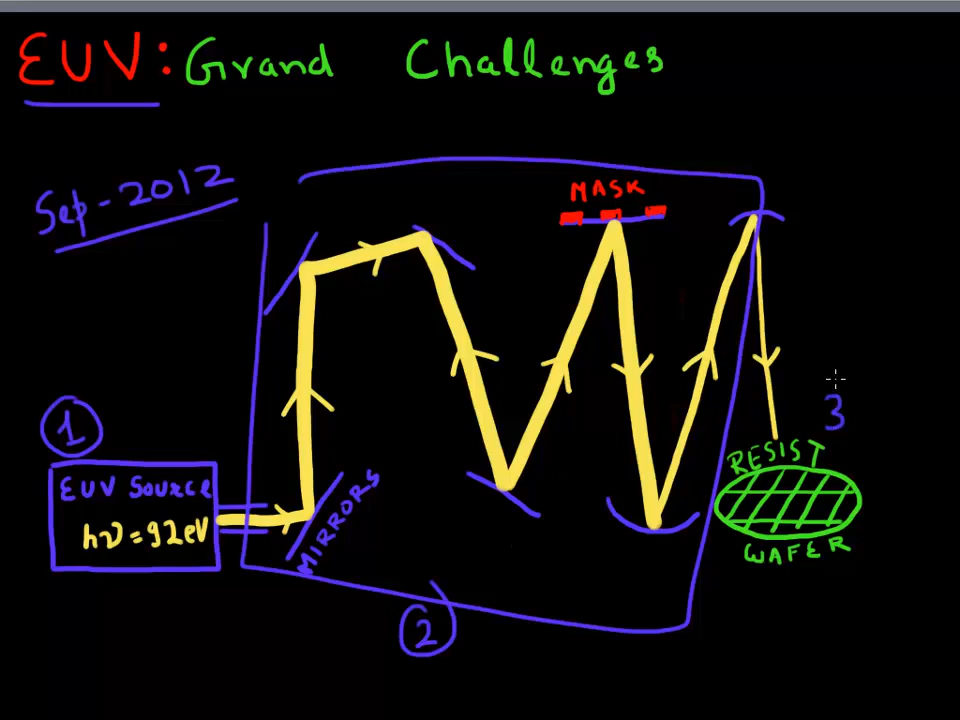 EUV: Grand Challenges
Sep-2012
MASK
1
EUV Source
hν=92eV
MIRRORS
2
3
RESIST
WAFER